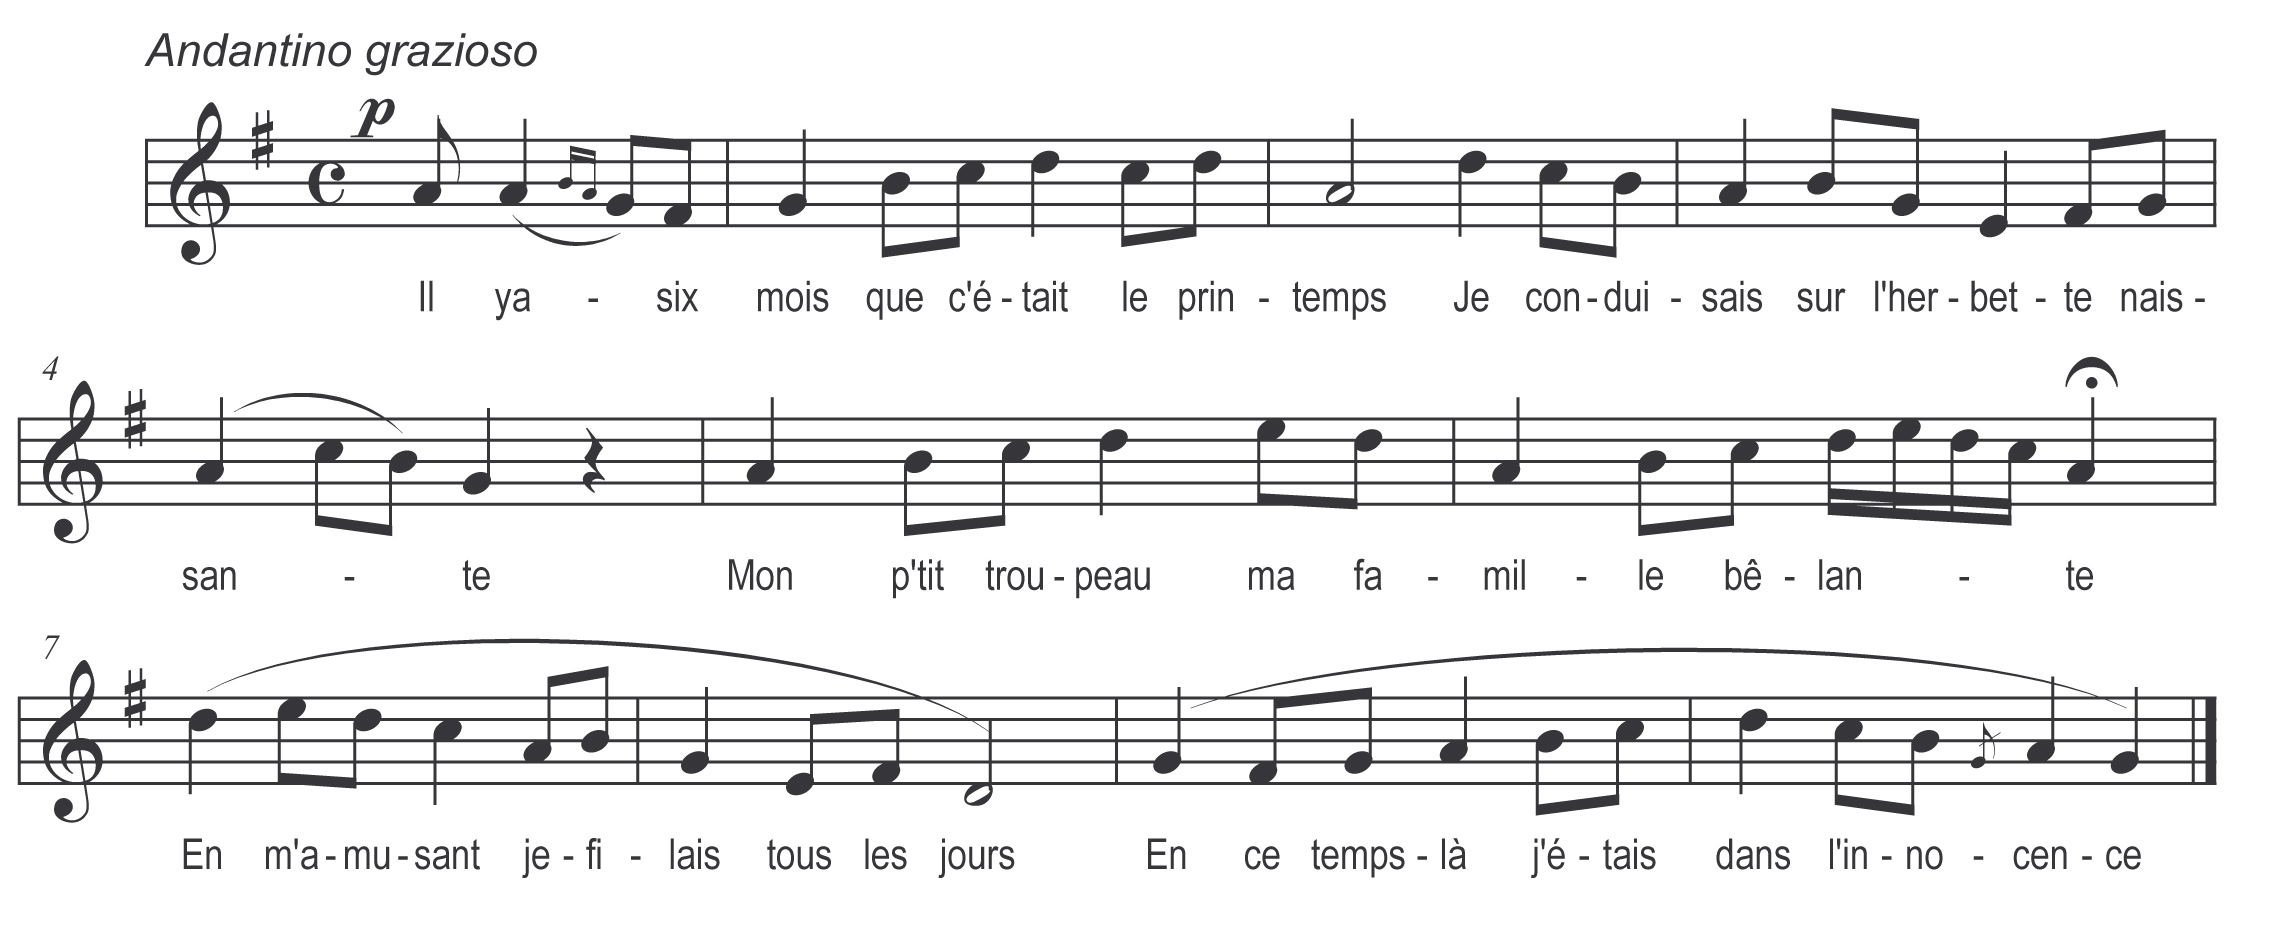 Andantino grazioso
p
Il ya - six mois que c'é - tait le prin - temps Je con - dui - sais sur l'her - bet - te nais -
4
san - te Mon p'tit trou - peau ma fa - mil - le bê - lan - te
7
En m'a - mu - sant je - fi - lais tous les jours En ce temps - là j'é - tais dans l'in - no - cen - ce